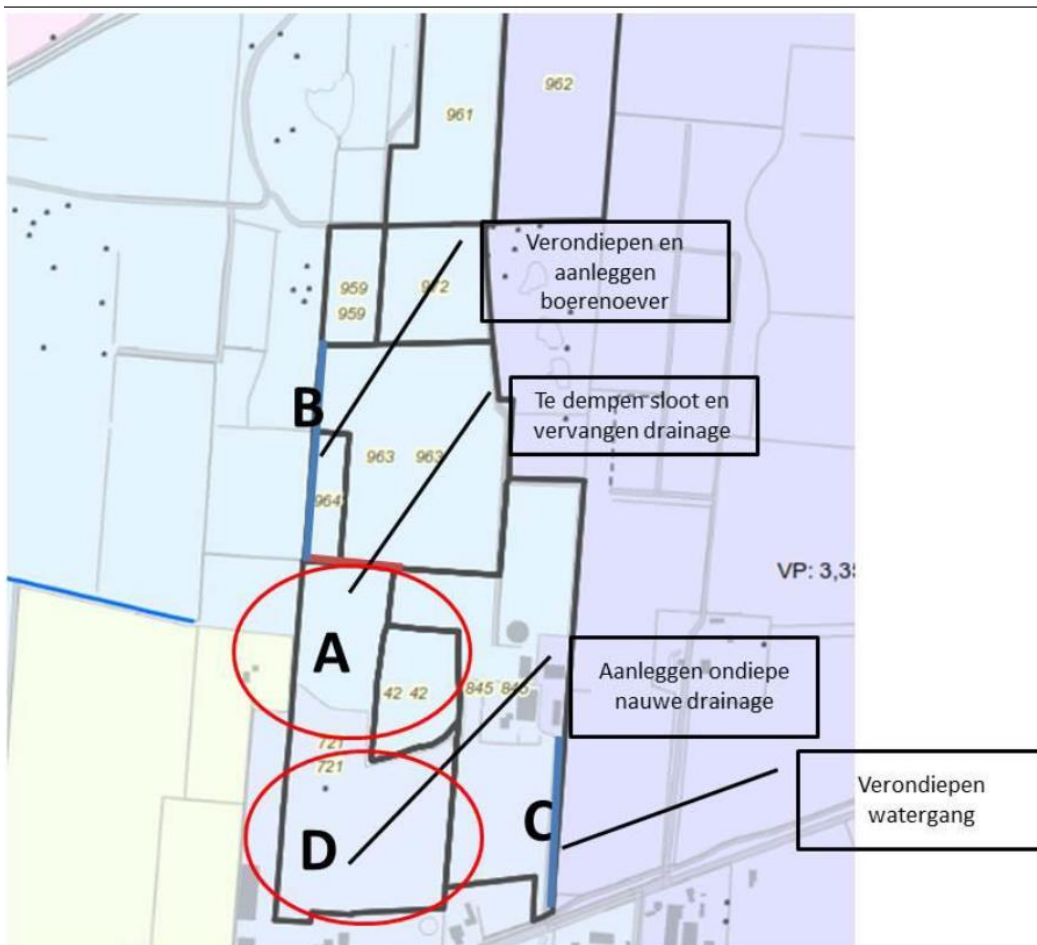 962
961
Verondiepen en
aanleggen
boerenoever
959
972
959
Te dempen sloot en
vervangen drainage
B
963 963
964
VP: 3,35
A
Aanleggen ondiepe
nauwe drainage
42 42
845 845
721
721
Verondiepen
watergang
C
D